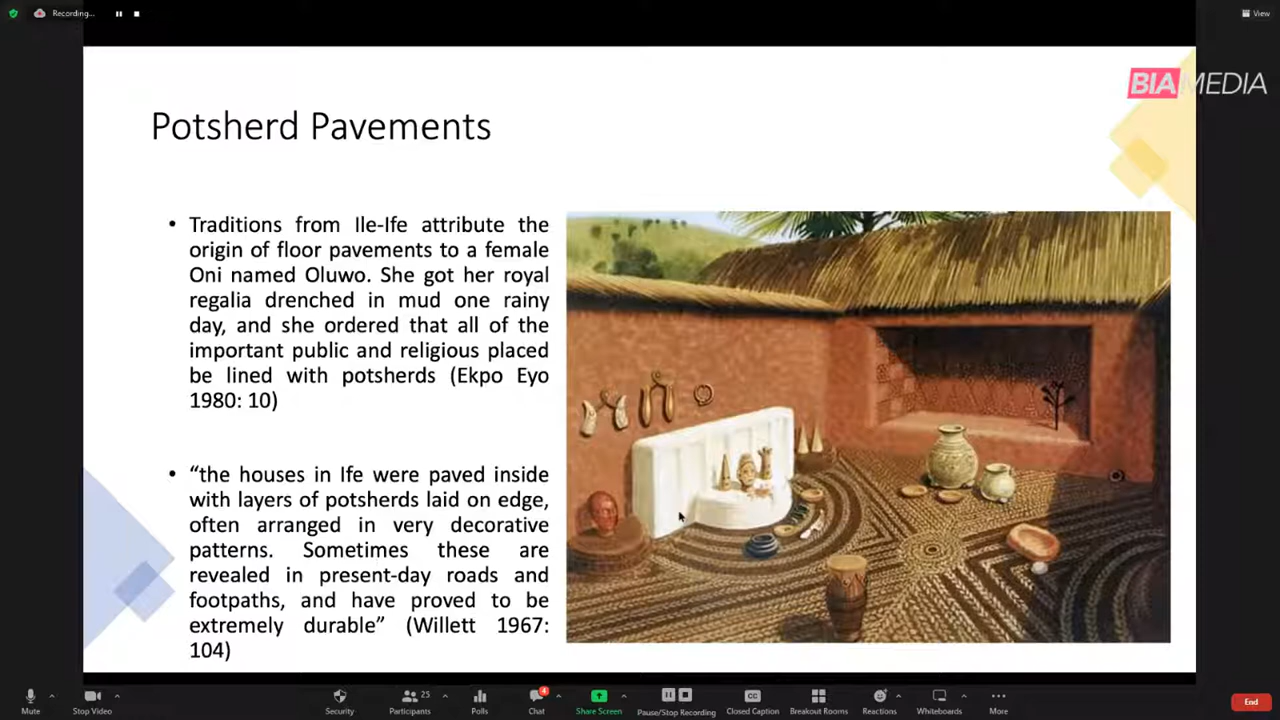 Recording...
View
BIAMEDIA
Potsherd Pavements
• Traditions from Ile-Ife attribute the
origin of floor pavements to a female
Oni named Oluwo. She got her royal
regalia drenched in mud one rainy
day, and she ordered that all of the
important public and religious placed
be lined with potsherds (Ekpo Eyo
1980: 10)
• “the houses in Ife were paved inside
with layers of potsherds laid on edge,
often arranged in very decorative
patterns. Sometimes these are
revealed in present-day roads and
footpaths, and have proved to be
extremely durable” (Willett 1967:
104)
Mute
Stop Video
Security
Participants 25
Polls
Chat 4
Share Screen
Pause/Stop Recording
Closed Caption
Breakout Rooms
Reactions
Whiteboards
More
End